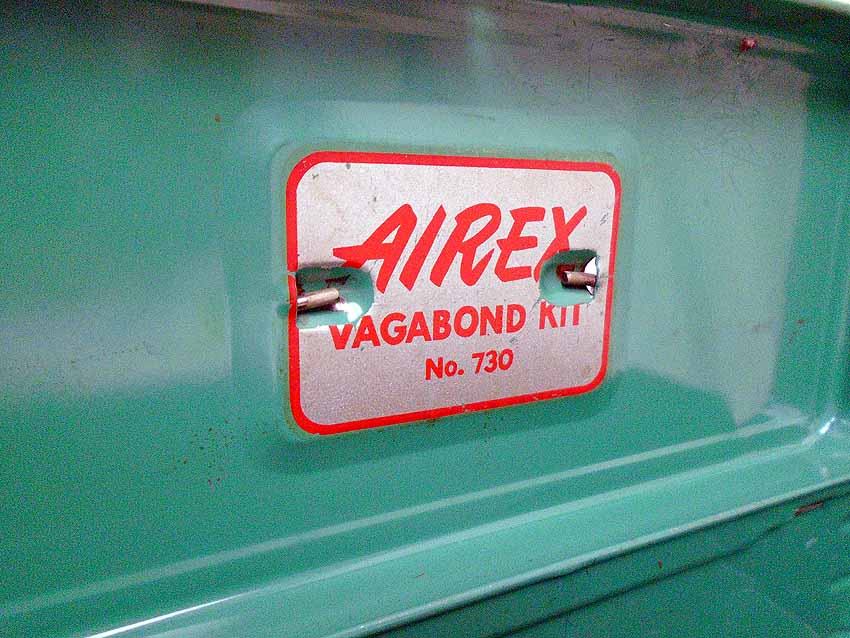 AIREX
VAGABOND KIT
No. 730